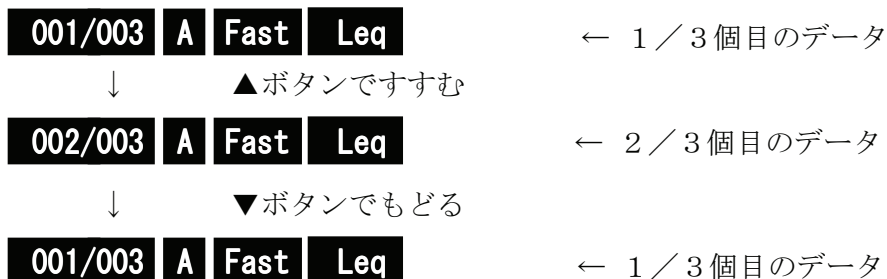 001/003 A Fast Leq ← 1／3個目のデータ
↓ ▲ボタンですすむ
002/003 A Fast Leq ← 2／3個目のデータ
↓ ▼ボタンでもどる
001/003 A Fast Leq ← 1／3個目のデータ